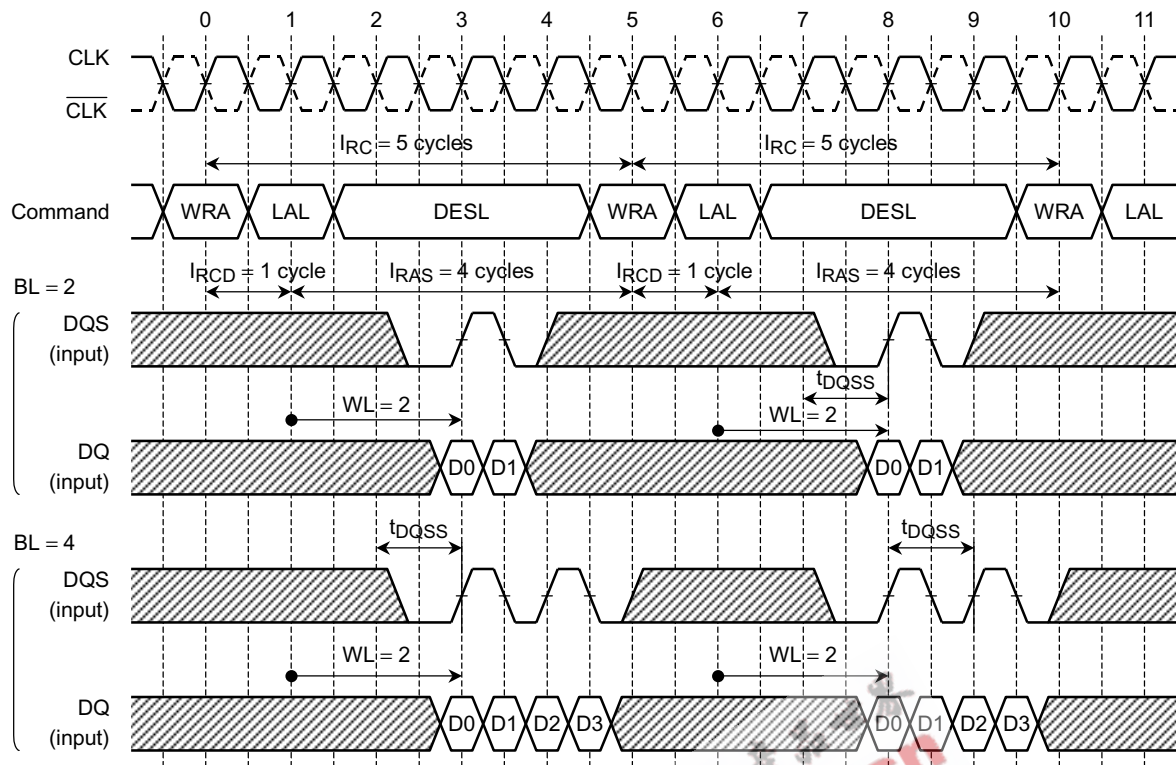 0 1 2 3 4 5 6 7 8 9 10 11
CLK
CLK
IRC = 5 cycles IRC = 5 cycles
Command WRA LAL DESL WRA LAL DESL WRA LAL
IRCD = 1 cycle IRAS = 4 cycles IRCD = 1 cycle IRAS = 4 cycles
BL = 2
DQS
(input)
tDQSS
WL = 2 WL = 2
DQ D0 D1 D0 D1
(input)
BL = 4
tDQSS tDQSS
DQS
(input)
WL = 2 WL = 2
DQ D0 D1 D2 D3 D0 D1 D2 D3
(input)